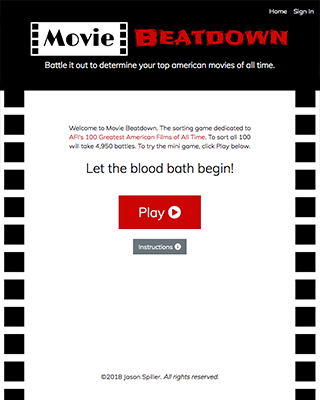 Home Sign In
Movie BEATDOWN
Battle it out to determine your top american movies of all time.
Welcome to Movie Beatdown. The sorting game dedicated to
AFI's 100 Greatest American Films of All Time. To sort all 100
will take 4,950 battles. To try the mini game, click Play below.
Let the blood bath begin!
Play
Instructions
©2018 Jason Spiller. All rights reserved.